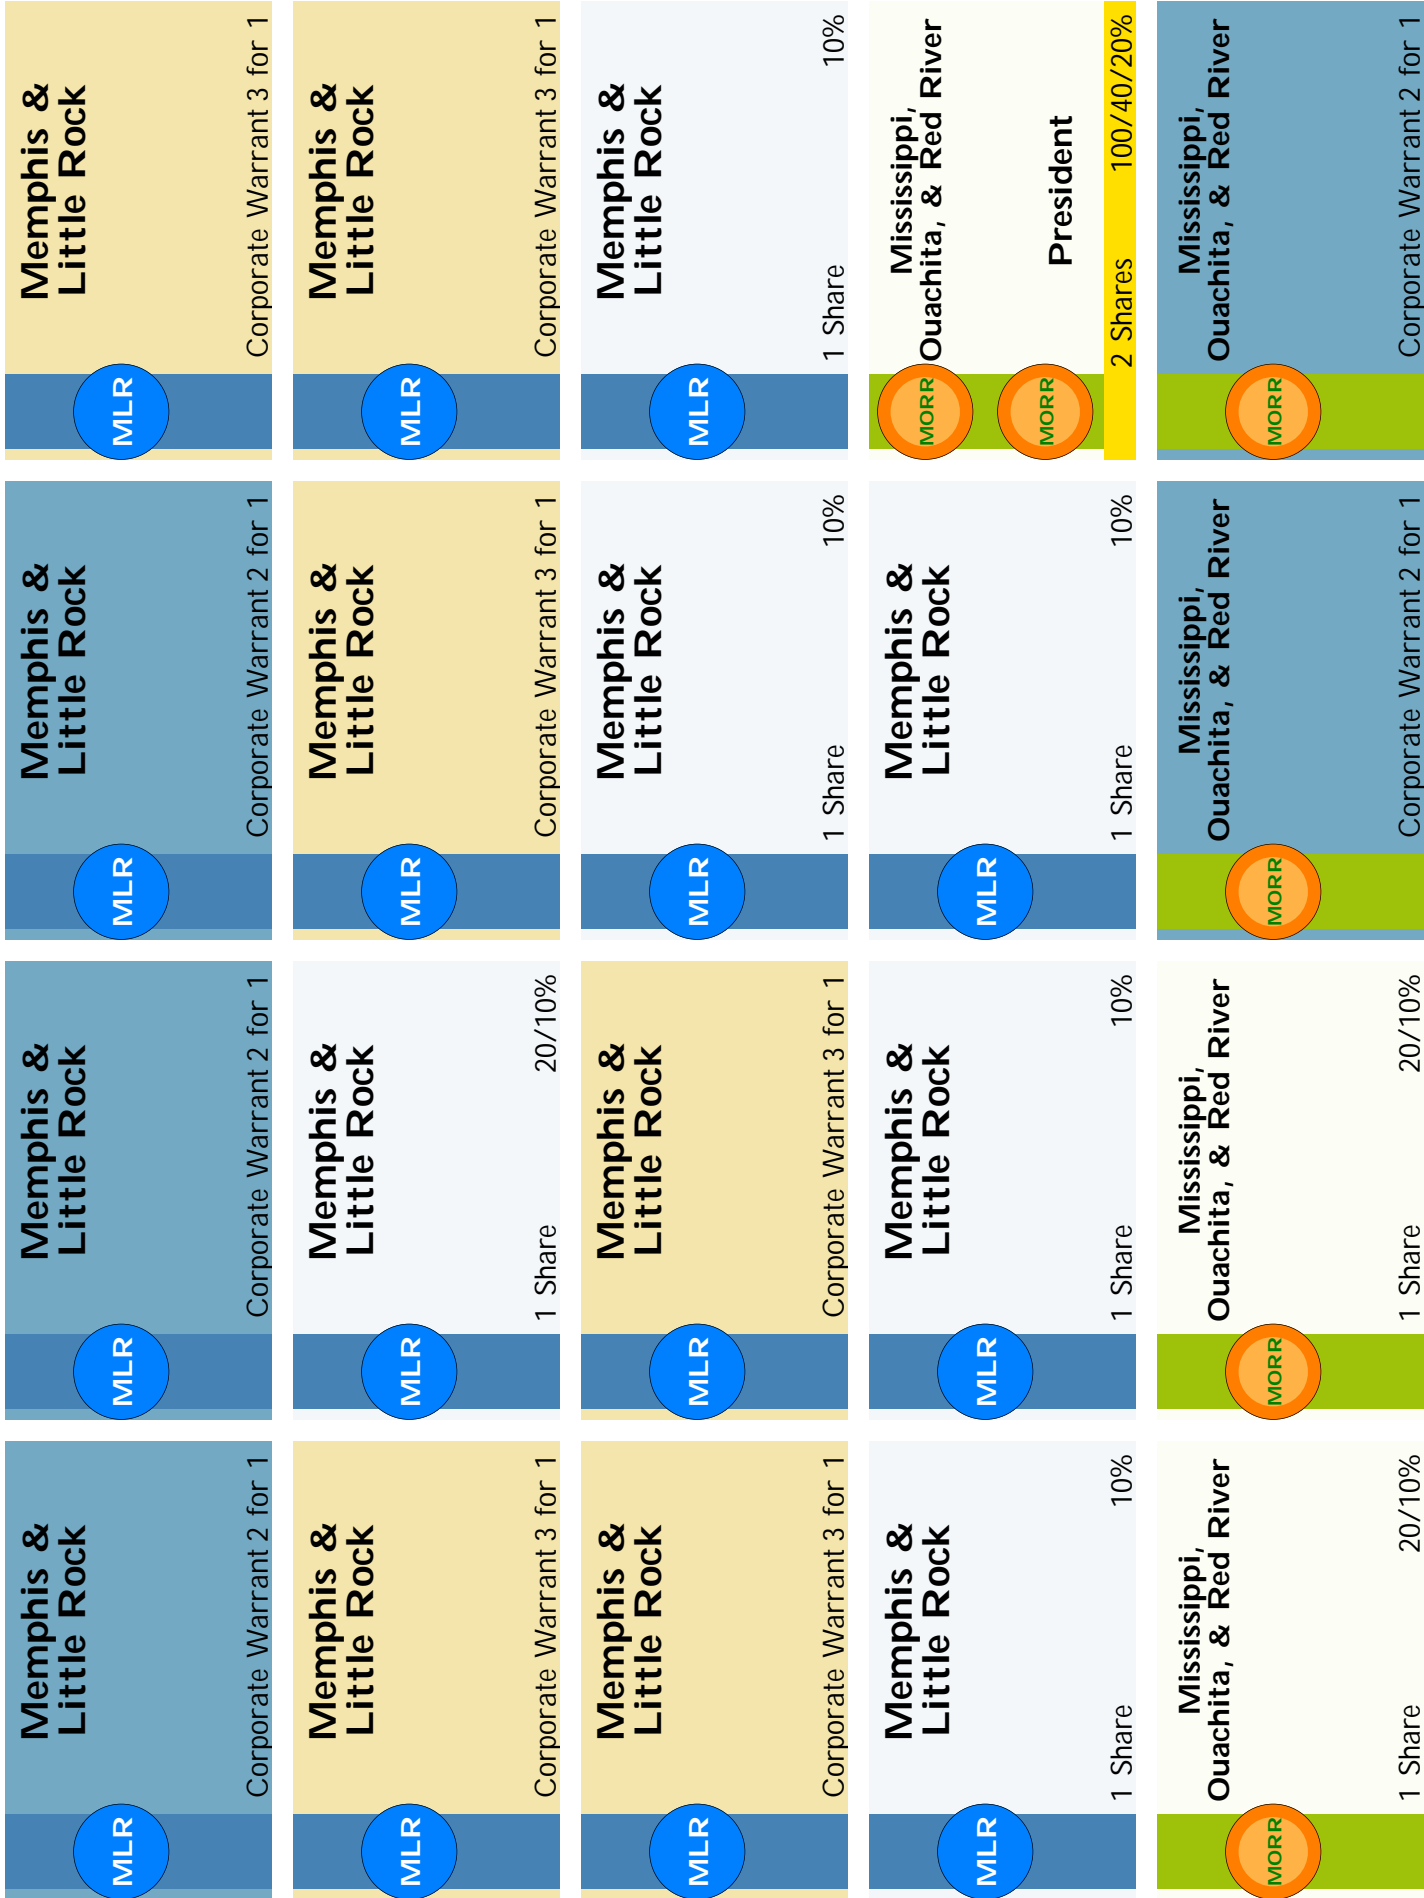 Memphis &
Little Rock
MLR
Corporate Warrant 2 for 1
Memphis &
Little Rock
MLR
Corporate Warrant 2 for 1
Memphis &
Little Rock
MLR
Corporate Warrant 2 for 1
Memphis &
Little Rock
MLR
Corporate Warrant 3 for 1
Memphis &
Little Rock
MLR
Corporate Warrant 3 for 1
Memphis &
Little Rock
MLR
1 Share 20/10%
Memphis &
Little Rock
MLR
Corporate Warrant 3 for 1
Memphis &
Little Rock
MLR
Corporate Warrant 3 for 1
Memphis &
Little Rock
MLR
Corporate Warrant 3 for 1
Memphis &
Little Rock
MLR
Corporate Warrant 3 for 1
Memphis &
Little Rock
MLR
1 Share 10%
Memphis &
Little Rock
MLR
1 Share 10%
Memphis &
Little Rock
MLR
1 Share 10%
Memphis &
Little Rock
MLR
1 Share 10%
Memphis &
Little Rock
MLR
1 Share 10%
Mississippi,
Ouachita, & Red River
MORR
MORR President
2 Shares 100/40/20%
Mississippi,
Ouachita, & Red River
MORR
1 Share 20/10%
Mississippi,
Ouachita, & Red River
MORR
1 Share 20/10%
Mississippi,
Ouachita, & Red River
MORR
Corporate Warrant 2 for 1
Mississippi,
Ouachita, & Red River
MORR
Corporate Warrant 2 for 1